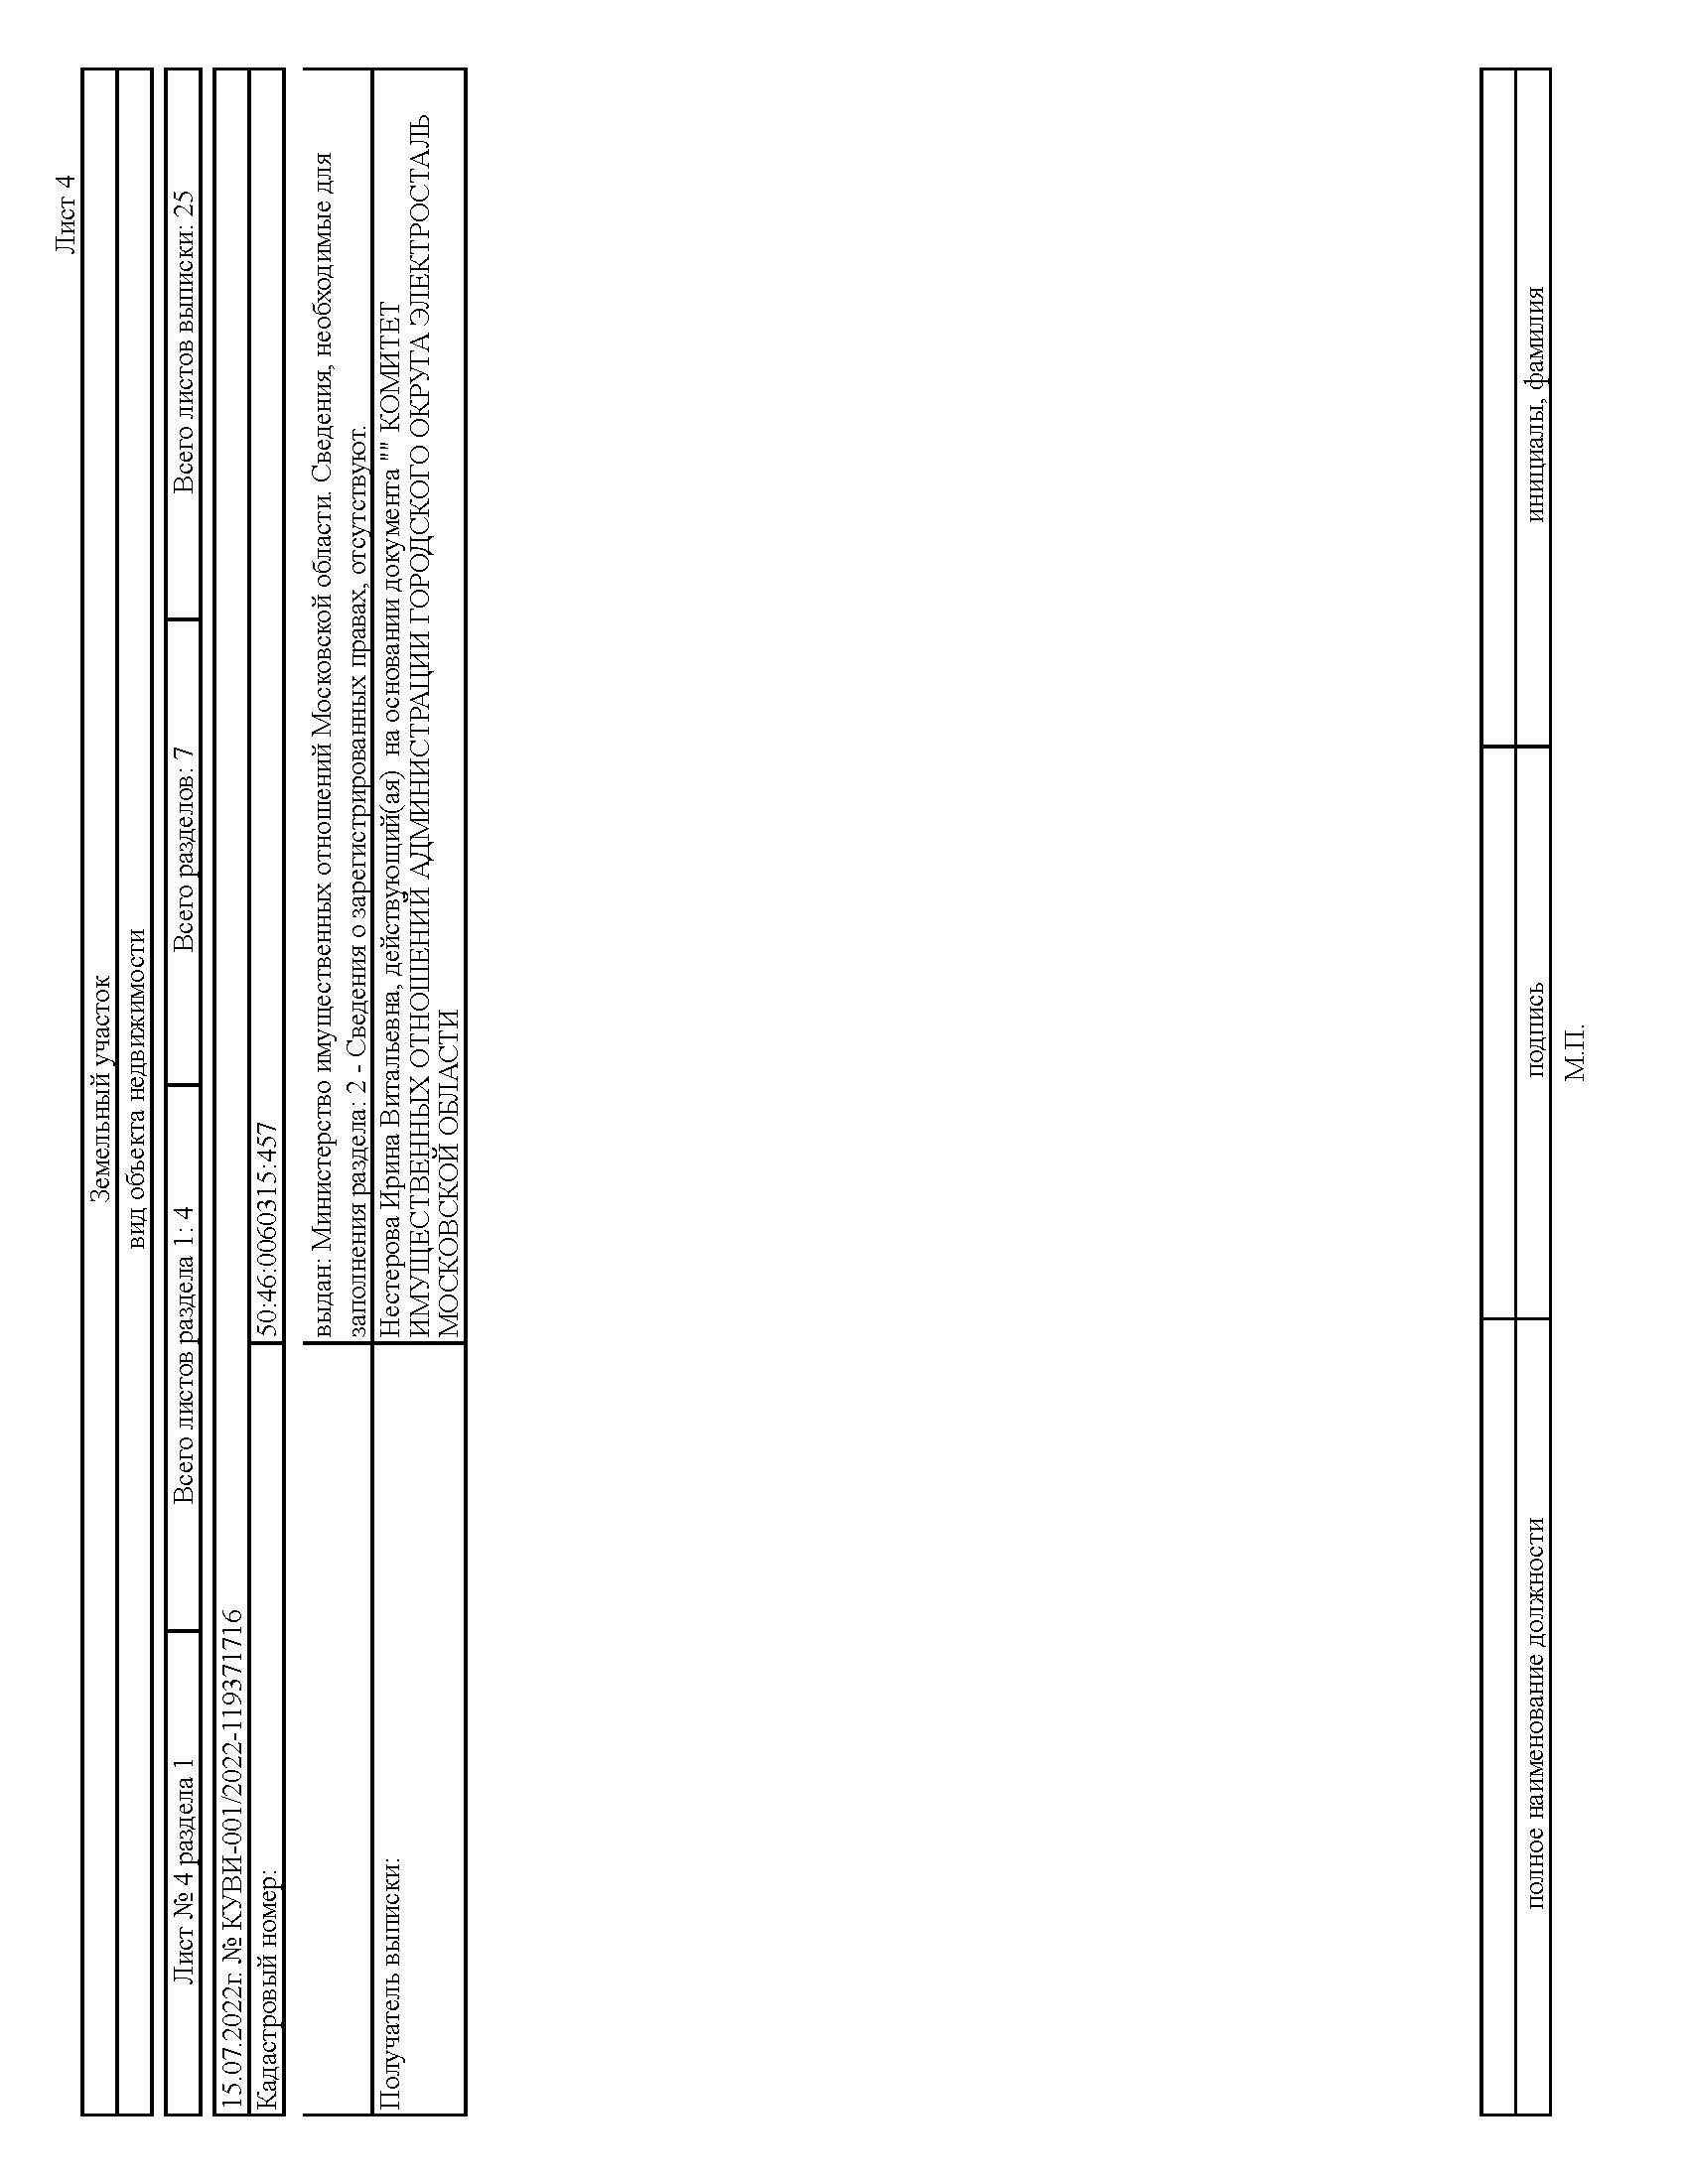 Лист 4
Земельный участок
вид объекта недвижимости
Лист № 4 раздела 1
Всего листов раздела 1: 4
Всего разделов: 7
Всего листов выписки: 25
15.07.2022г. № КУВИ-001/2022-119371716
Кадастровый номер:
50:46:0060315:457
выдан: Министерство имущественных отношений Московской области. Сведения, необходимые для
заполнения раздела: 2 - Сведения о зарегистрированных правах, отсутствуют.
Получатель выписки:
Нестерова Ирина Витальевна, действующий(ая) на основании документа "" КОМИТЕТ
ИМУЩЕСТВЕННЫХ ОТНОШЕНИЙ АДМИНИСТРАЦИИ ГОРОДСКОГО ОКРУГА ЭЛЕКТРОСТАЛЬ
МОСКОВСКОЙ ОБЛАСТИ
полное наименование должности
подпись
инициалы, фамилия
М.П.